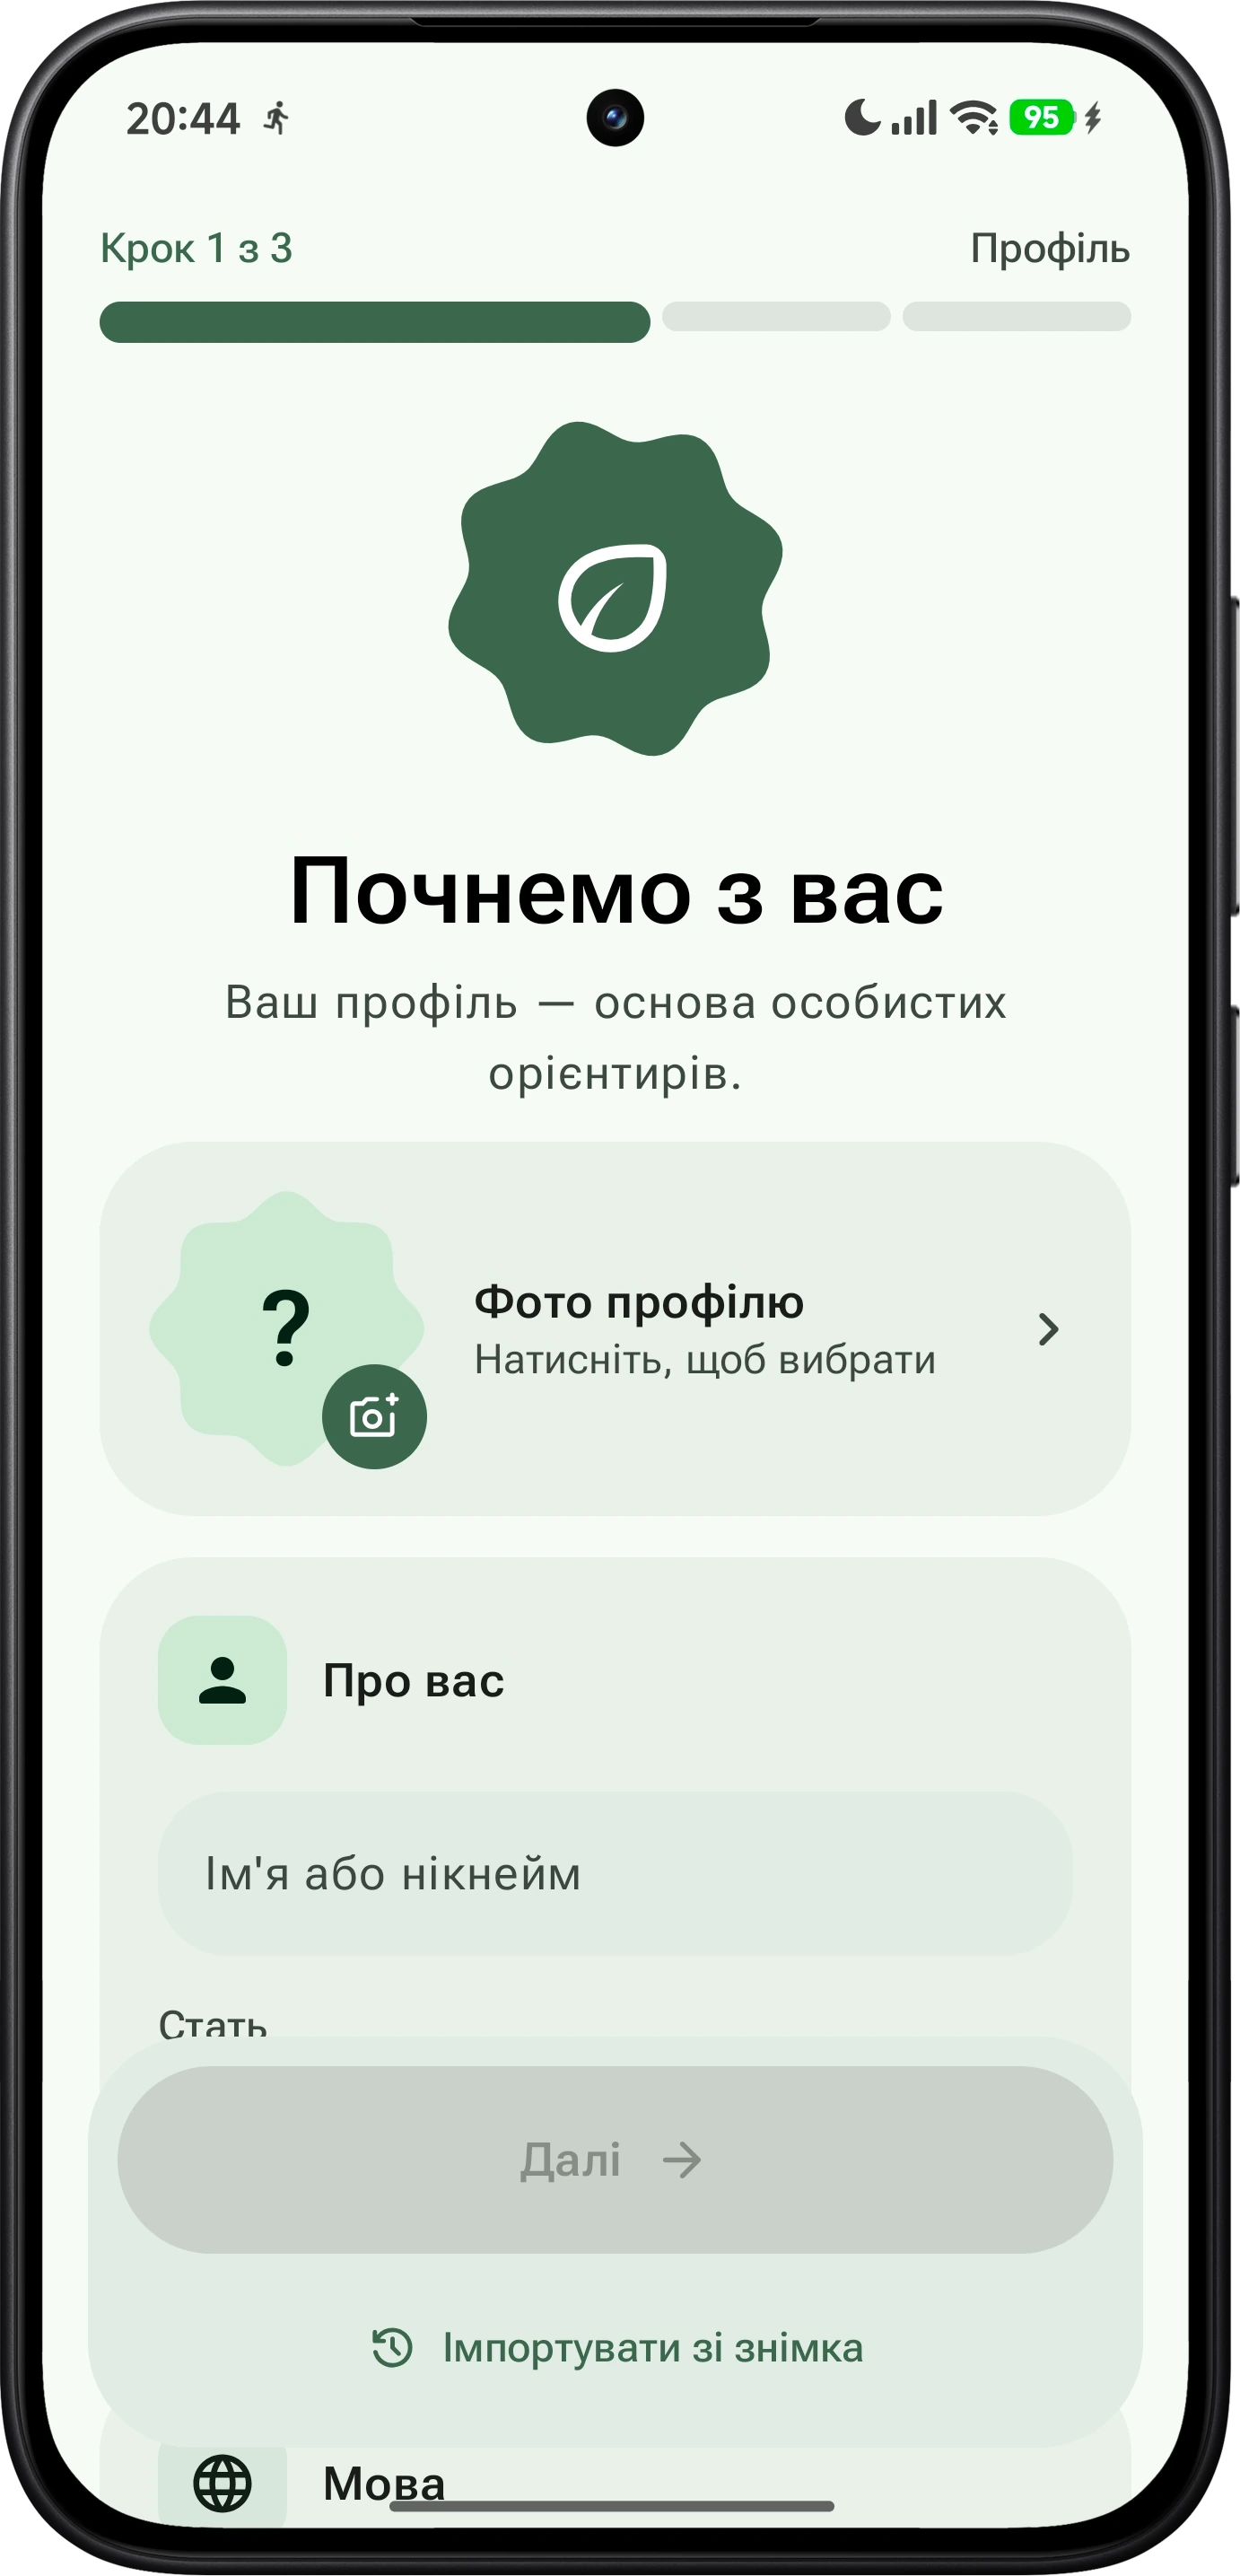 20:44
95
Крок 1 з 3
Профіль
Почнемо з вас
Ваш профіль — основа особистих
орієнтирів.
?
Фото профілю
Натисніть, щоб вибрати
Про вас
Ім'я або нікнейм
Стать
Далі
Імпортувати зі знімка
Мова